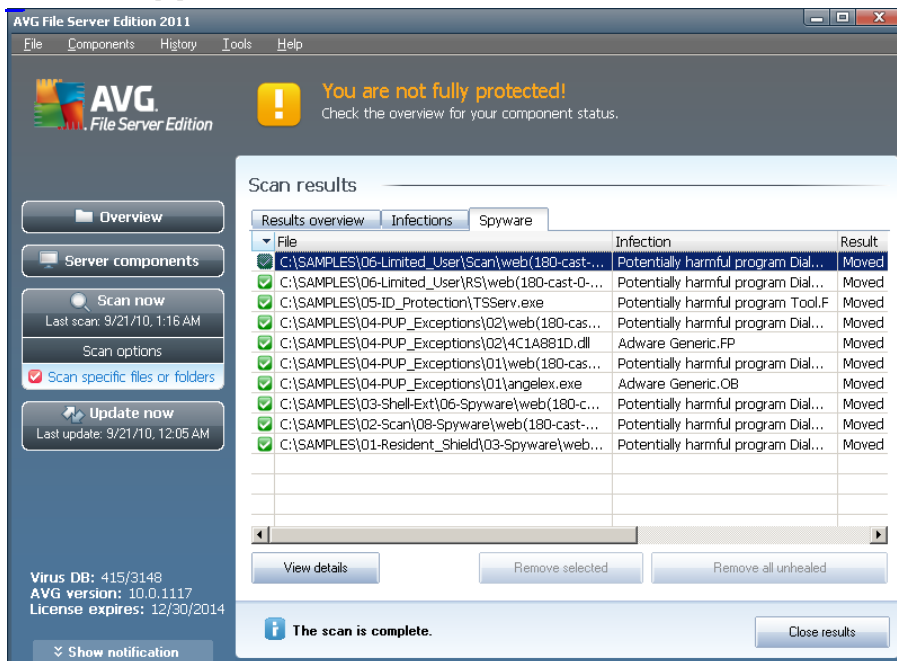 AVG File Server Edition 2011
File Components History Tools Help
AVG.
File Server Edition
You are not fully protected!
Check the overview for your component status.
Overview
Server components
Scan now
Last scan: 9/21/10, 1:16 AM
Scan options
Scan specific files or folders
Update now
Last update: 9/21/10, 12:05 AM
Virus DB: 415/3148
AVG version: 10.0.1117
License expires: 12/30/2014
Show notification
Scan results
Results overview Infections Spyware
File Infection Result
C:\SAMPLES\06-Limited_User\Scan\web(180-cast-... Potentially harmful program Dial... Moved
C:\SAMPLES\06-Limited_User\RS\web(180-cast-0-... Potentially harmful program Dial... Moved
C:\SAMPLES\05-ID_Protection\TSServ.exe Potentially harmful program Tool.F Moved
C:\SAMPLES\04-PUP_Exceptions\02\web(180-cas... Potentially harmful program Dial... Moved
C:\SAMPLES\04-PUP_Exceptions\02\4C1A881D.dll Adware Generic.FP Moved
C:\SAMPLES\04-PUP_Exceptions\01\web(180-cas... Potentially harmful program Dial... Moved
C:\SAMPLES\04-PUP_Exceptions\01\angelex.exe Adware Generic.OB Moved
C:\SAMPLES\03-Shell-Ext\06-Spyware\web(180-c... Potentially harmful program Dial... Moved
C:\SAMPLES\02-Scan\08-Spyware\web(180-cast-... Potentially harmful program Dial... Moved
C:\SAMPLES\01-Resident_Shield\03-Spyware\web... Potentially harmful program Dial... Moved
View details Remove selected Remove all unhealed
The scan is complete. Close results